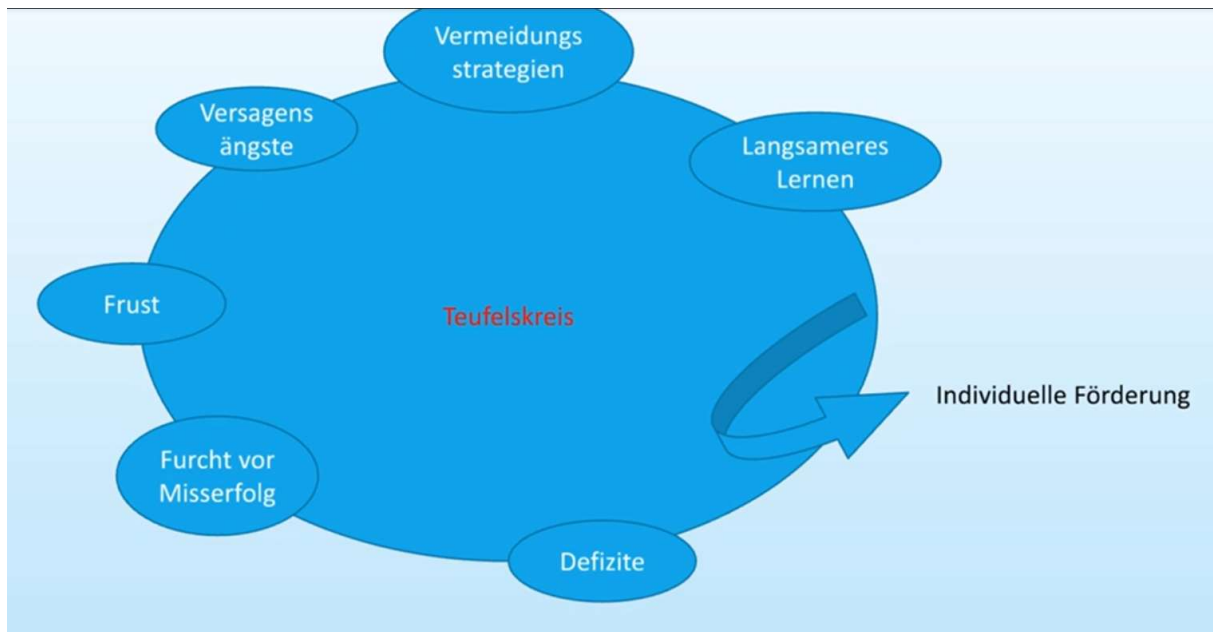 Vermeidungs
strategien
Versagens
ängste
Langsameres
Lernen
Frust
Teufelskreis
Individuelle Förderung
Furcht vor
Misserfolg
Defizite